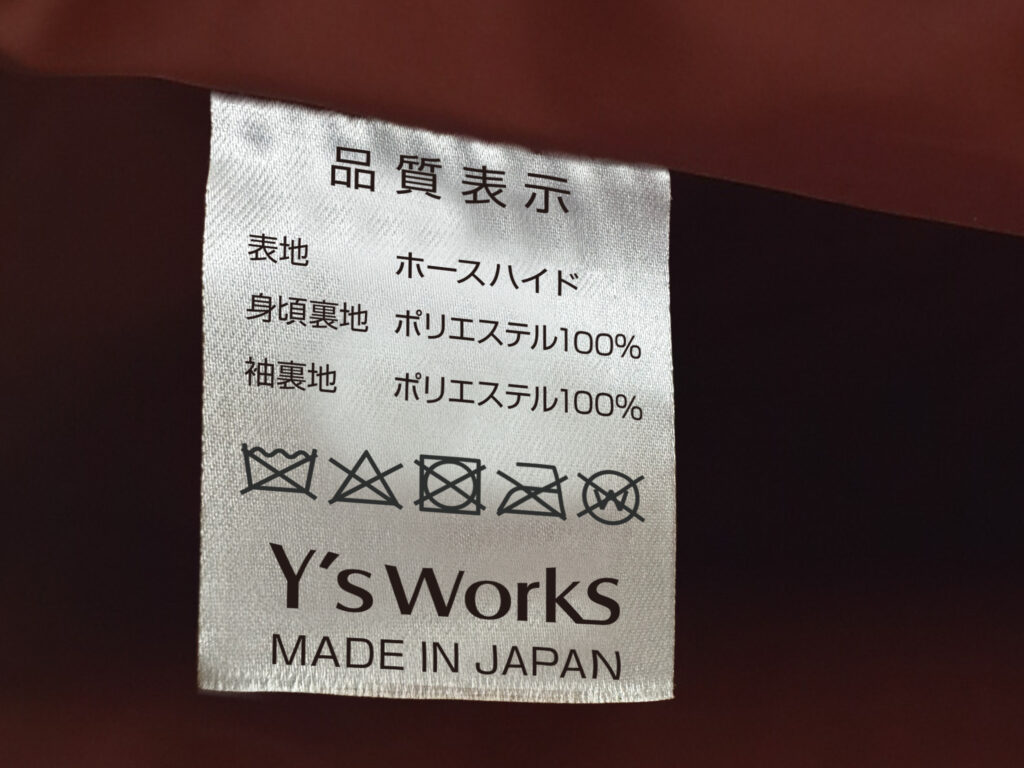 品質表示
表地 ホースハイド
身頃裏地 ポリエステル100%
袖裏地 ポリエステル100%
W
Y's Works
MADE IN JAPAN